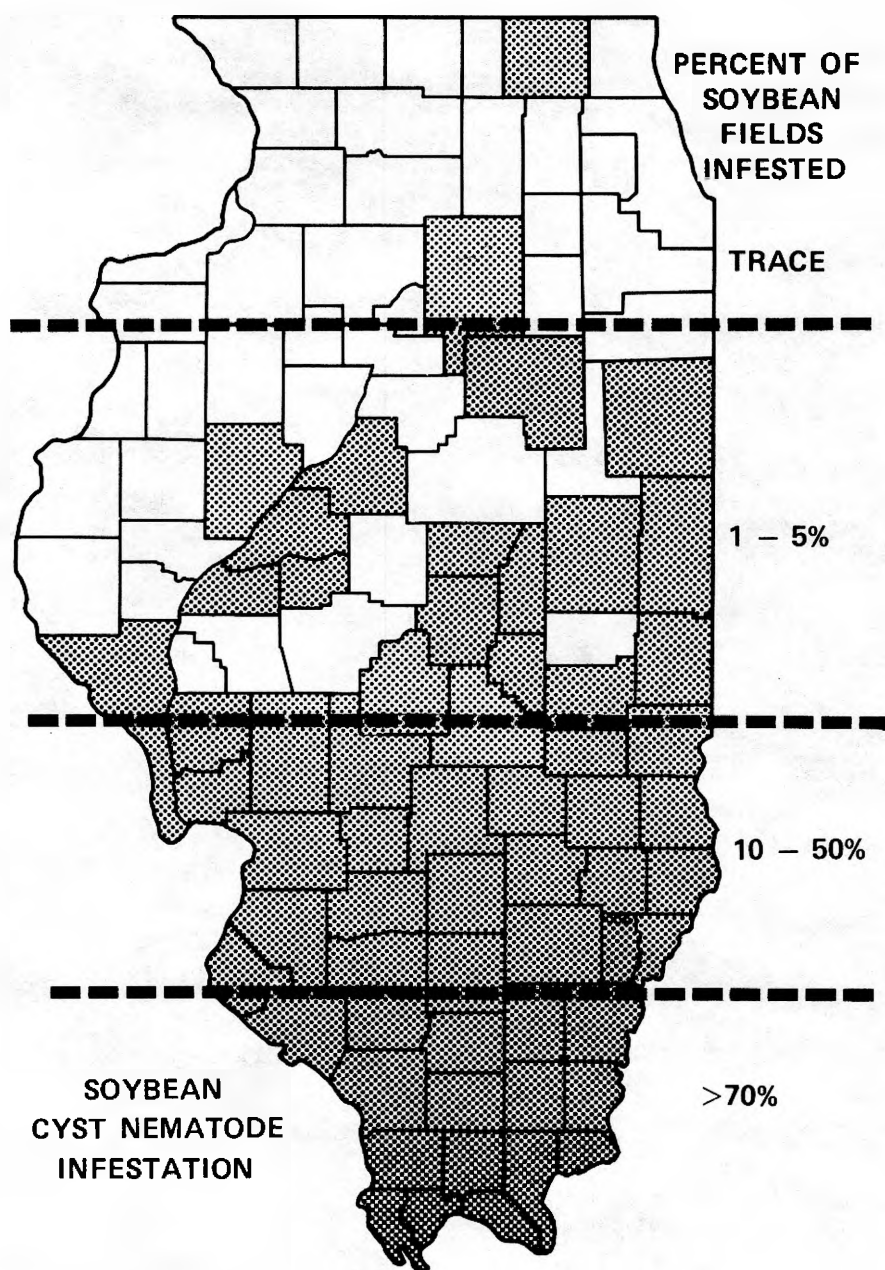 PERCENT OF
SOYBEAN
FIELDS
INFESTED
TRACE
1 – 5%
10 – 50%
>70%
SOYBEAN
CYST NEMATODE
INFESTATION